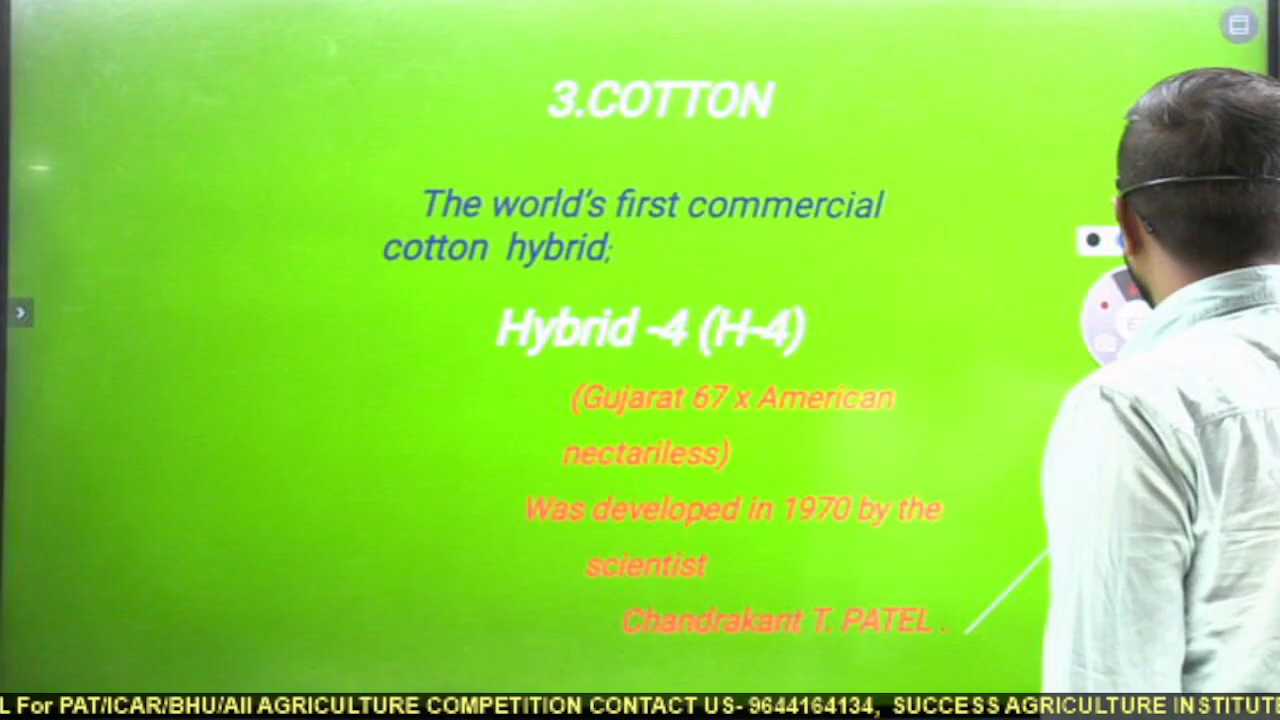 3.COTTON
The world's first commercial
cotton hybrid;
Hybrid -4 (H-4)
(Gujarat 67 x American
nectariless)
Was developed in 1970 by the
scientist
Chandrakant T. PATEL .
L For PAT/ICAR/BHU/All AGRICULTURE COMPETITION CONTACT US- 9644164134, SUCCESS AGRICULTURE INSTITUTE